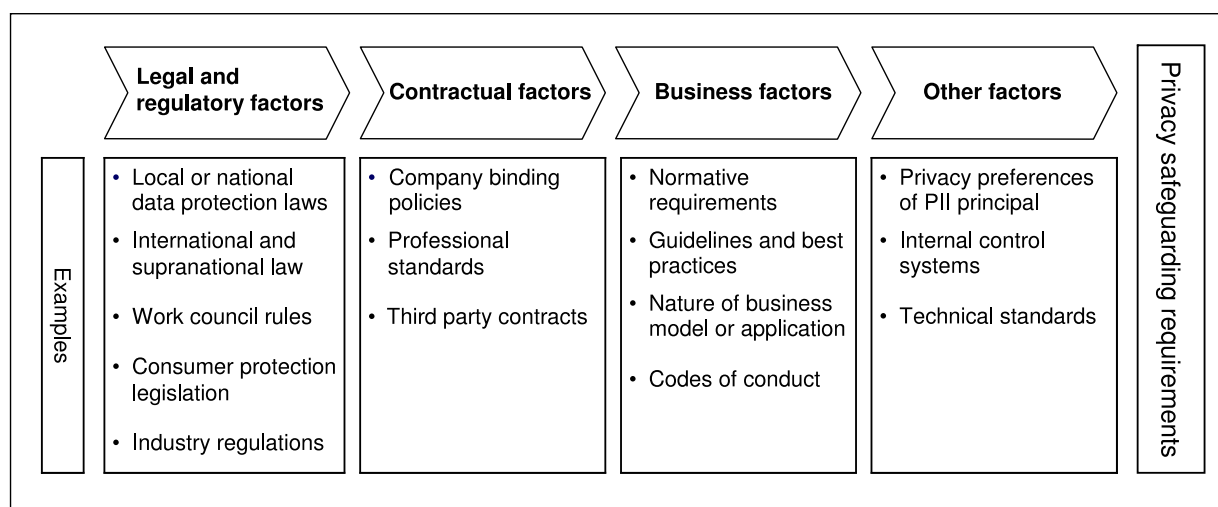 Legal and
regulatory factors
Contractual factors
Business factors
Other factors
Privacy safeguarding requirements
Examples
• Local or national
data protection laws
• International and
supranational law
• Work council rules
• Consumer protection
legislation
• Industry regulations
• Company binding
policies
• Professional
standards
• Third party contracts
• Normative
requirements
• Guidelines and best
practices
• Nature of business
model or application
• Codes of conduct
• Privacy preferences
of PII principal
• Internal control
systems
• Technical standards